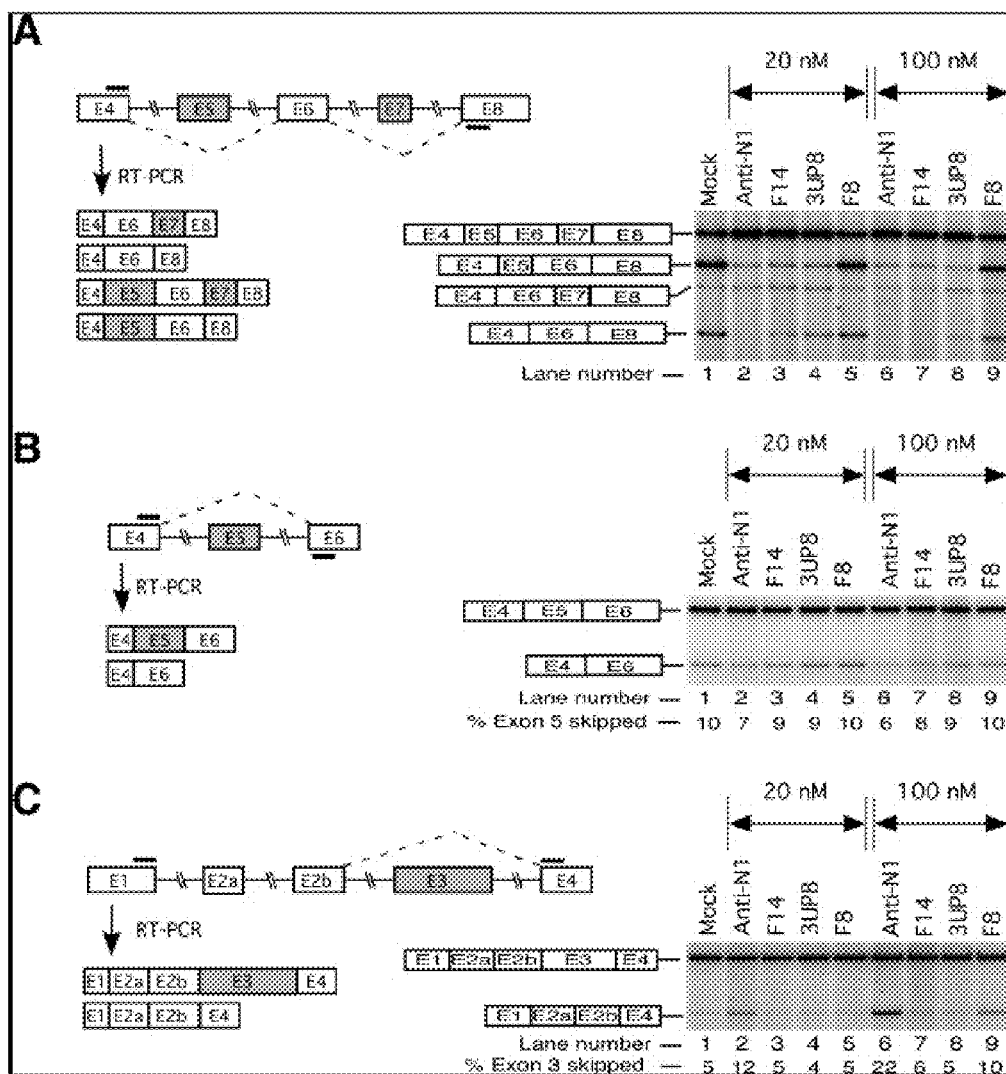 A
20 nM
100 nM
E4 E5 E6 E7 E8
RT-PCR
Mock Anti-N1 F14 3UP8 F8 Anti-N1 F14 3UP8 F8
E4 E6 E7 E8
E4 E6 E8
E4 E5 E6 E7 E8
E4 E5 E6 E8
E4 E5 E6 E7 E8
E4 E5 E6 E8
E4 E6 E7 E8
E4 E6 E8
Lane number — 1 2 3 4 5 6 7 8 9
B
20 nM
100 nM
E4 E5 E6
RT-PCR
Mock Anti-N1 F14 3UP8 F8 Anti-N1 F14 3UP8 F8
E4 E5 E6
E4 E6
E4 E5 E6
E4 E6
Lane number — 1 2 3 4 5 6 7 8 9
% Exon 5 skipped — 10 7 9 9 10 6 8 9 10
C
20 nM
100 nM
E1 E2a E2b E3 E4
RT-PCR
Mock Anti-N1 F14 3UP8 F8 Anti-N1 F14 3UP8 F8
E1 E2a E2b E3 E4
E1 E2a E2b E4
E1 E2a E2b E3 E4
E1 E2a E2b E4
Lane number — 1 2 3 4 5 6 7 8 9
% Exon 3 skipped — 5 12 5 4 5 22 6 5 10